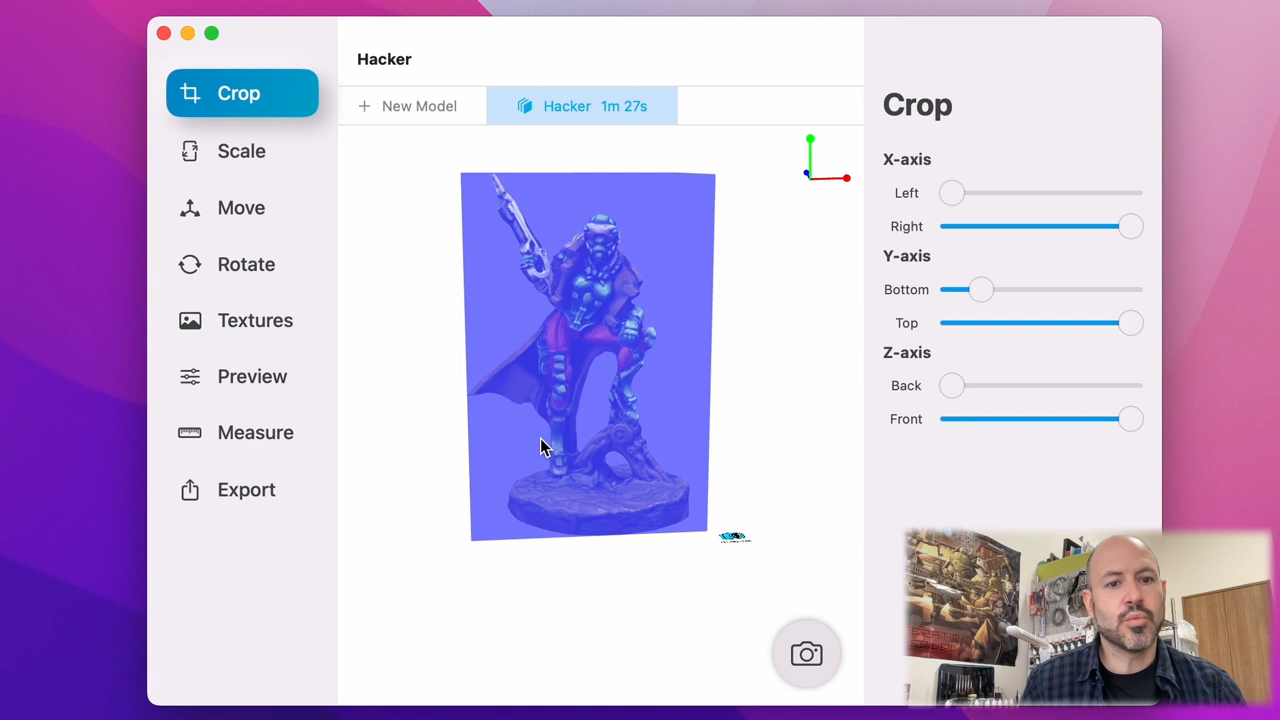 Hacker
Crop
Scale
Move
Rotate
Textures
Preview
Measure
Export
New Model
Hacker 1m 27s
Crop
X-axis
Left
Right
Y-axis
Bottom
Top
Z-axis
Back
Front